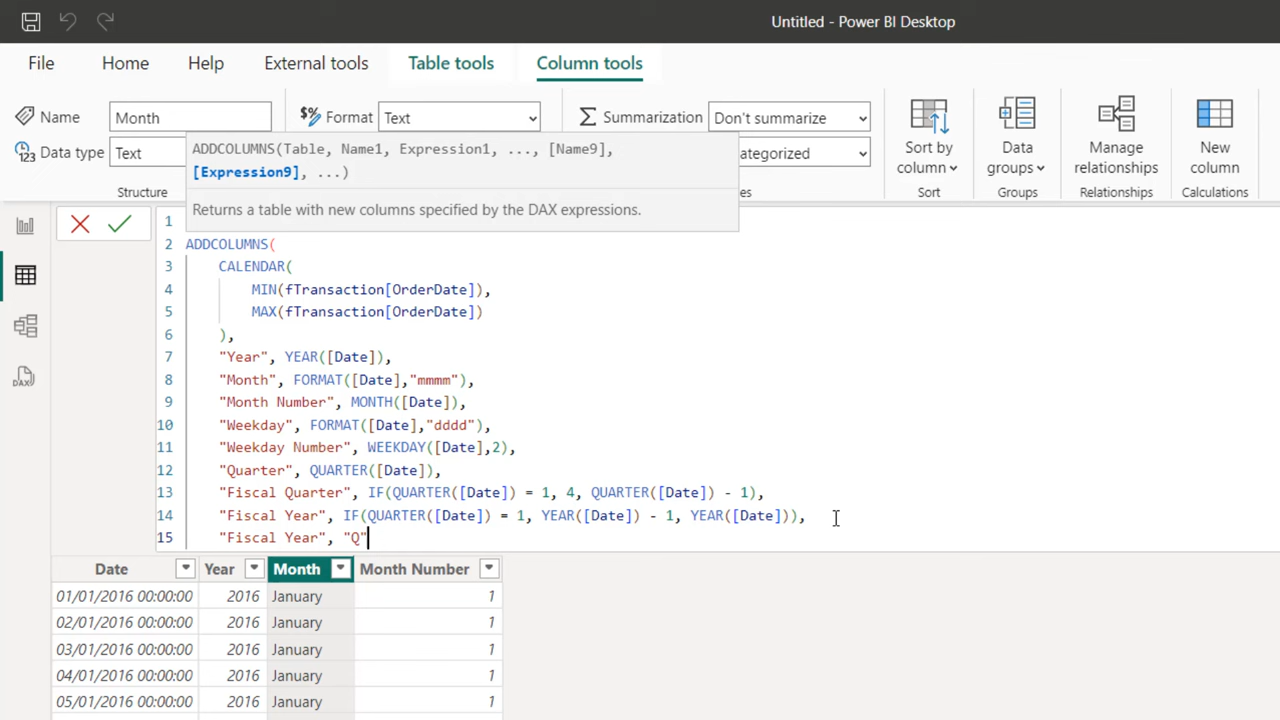 Untitled - Power BI Desktop
File Home Help External tools Table tools Column tools
Name Month $% Format Text Σ Summarization Don't summarize
123 Data type Text ategorized
ADDCOLUMNS(Table, Name1, Expression1, ..., [Name9],
[Expression9], ...)
Returns a table with new columns specified by the DAX expressions.
Sort by column
Data groups
Manage relationships
New column
Structure Sort Groups Relationships Calculations
1
2 ADDCOLUMNS(
3 CALENDAR(
4 MIN(fTransaction[OrderDate]),
5 MAX(fTransaction[OrderDate])
6 ),
7 "Year", YEAR([Date]),
8 "Month", FORMAT([Date],"mmmm"),
9 "Month Number", MONTH([Date]),
10 "Weekday", FORMAT([Date],"dddd"),
11 "Weekday Number", WEEKDAY([Date],2),
12 "Quarter", QUARTER([Date]),
13 "Fiscal Quarter", IF(QUARTER([Date]) = 1, 4, QUARTER([Date]) - 1),
14 "Fiscal Year", IF(QUARTER([Date]) = 1, YEAR([Date]) - 1, YEAR([Date])),
15 "Fiscal Year", "Q"
DAX
Date Year Month Month Number
01/01/2016 00:00:00 2016 January 1
02/01/2016 00:00:00 2016 January 1
03/01/2016 00:00:00 2016 January 1
04/01/2016 00:00:00 2016 January 1
05/01/2016 00:00:00 2016 January 1